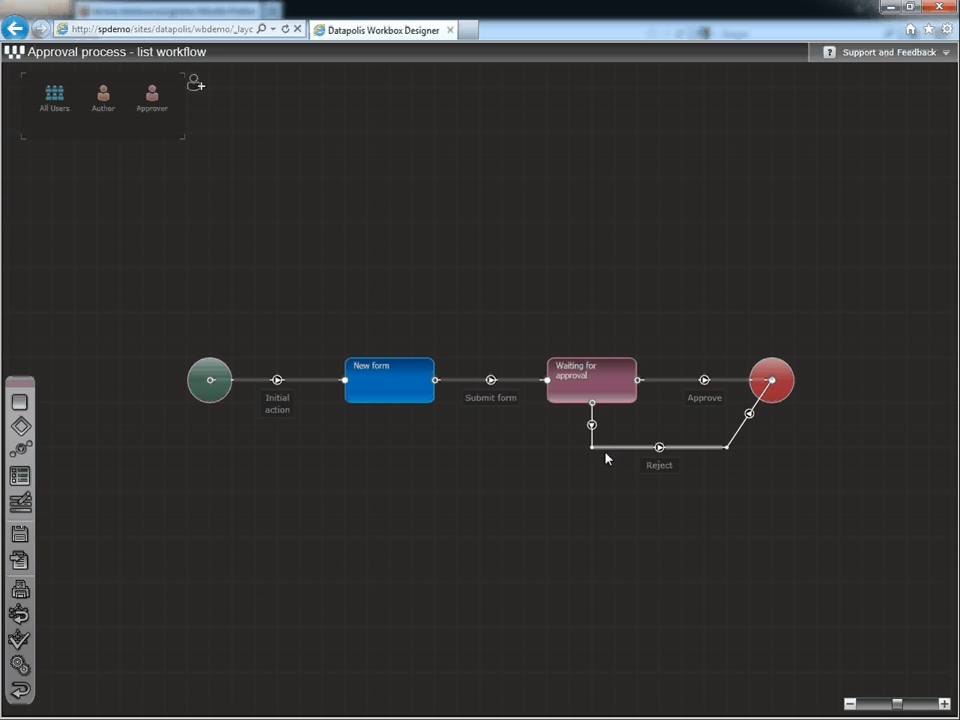 http://spdemo/sites/datapolis/wbdemo/_layc
Datapolis Workbox Designer
Approval process - list workflow
? Support and Feedback
All Users
Author
Approver
New form
Waiting for
approval
Initial
action
Submit form
Approve
Reject